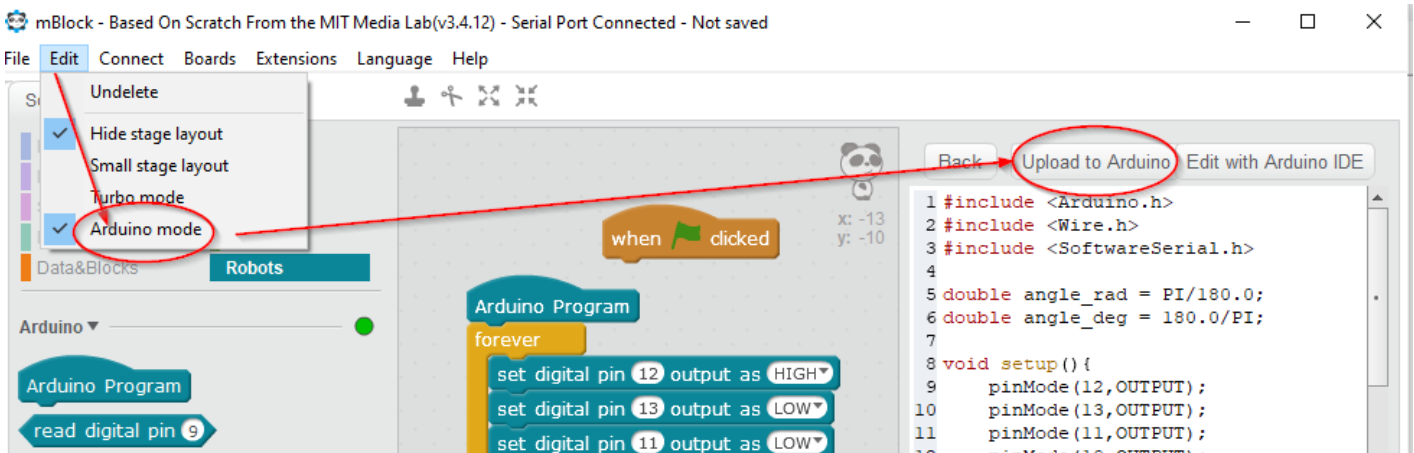 mBlock - Based On Scratch From the MIT Media Lab(v3.4.12) - Serial Port Connected - Not saved
File Edit Connect Boards Extensions Language Help
Undelete
Hide stage layout
Small stage layout
Turbo mode
Arduino mode
Data&Blocks Robots
Arduino
Arduino Program
read digital pin 9
x: -13
y: -10
when clicked
Arduino Program
forever
set digital pin 12 output as HIGH
set digital pin 13 output as LOW
set digital pin 11 output as LOW
Back Upload to Arduino Edit with Arduino IDE
1 #include <Arduino.h>
2 #include <Wire.h>
3 #include <SoftwareSerial.h>
4
5 double angle_rad = PI/180.0;
6 double angle_deg = 180.0/PI;
7
8 void setup(){
9 pinMode(12,OUTPUT);
10 pinMode(13,OUTPUT);
11 pinMode(11,OUTPUT);